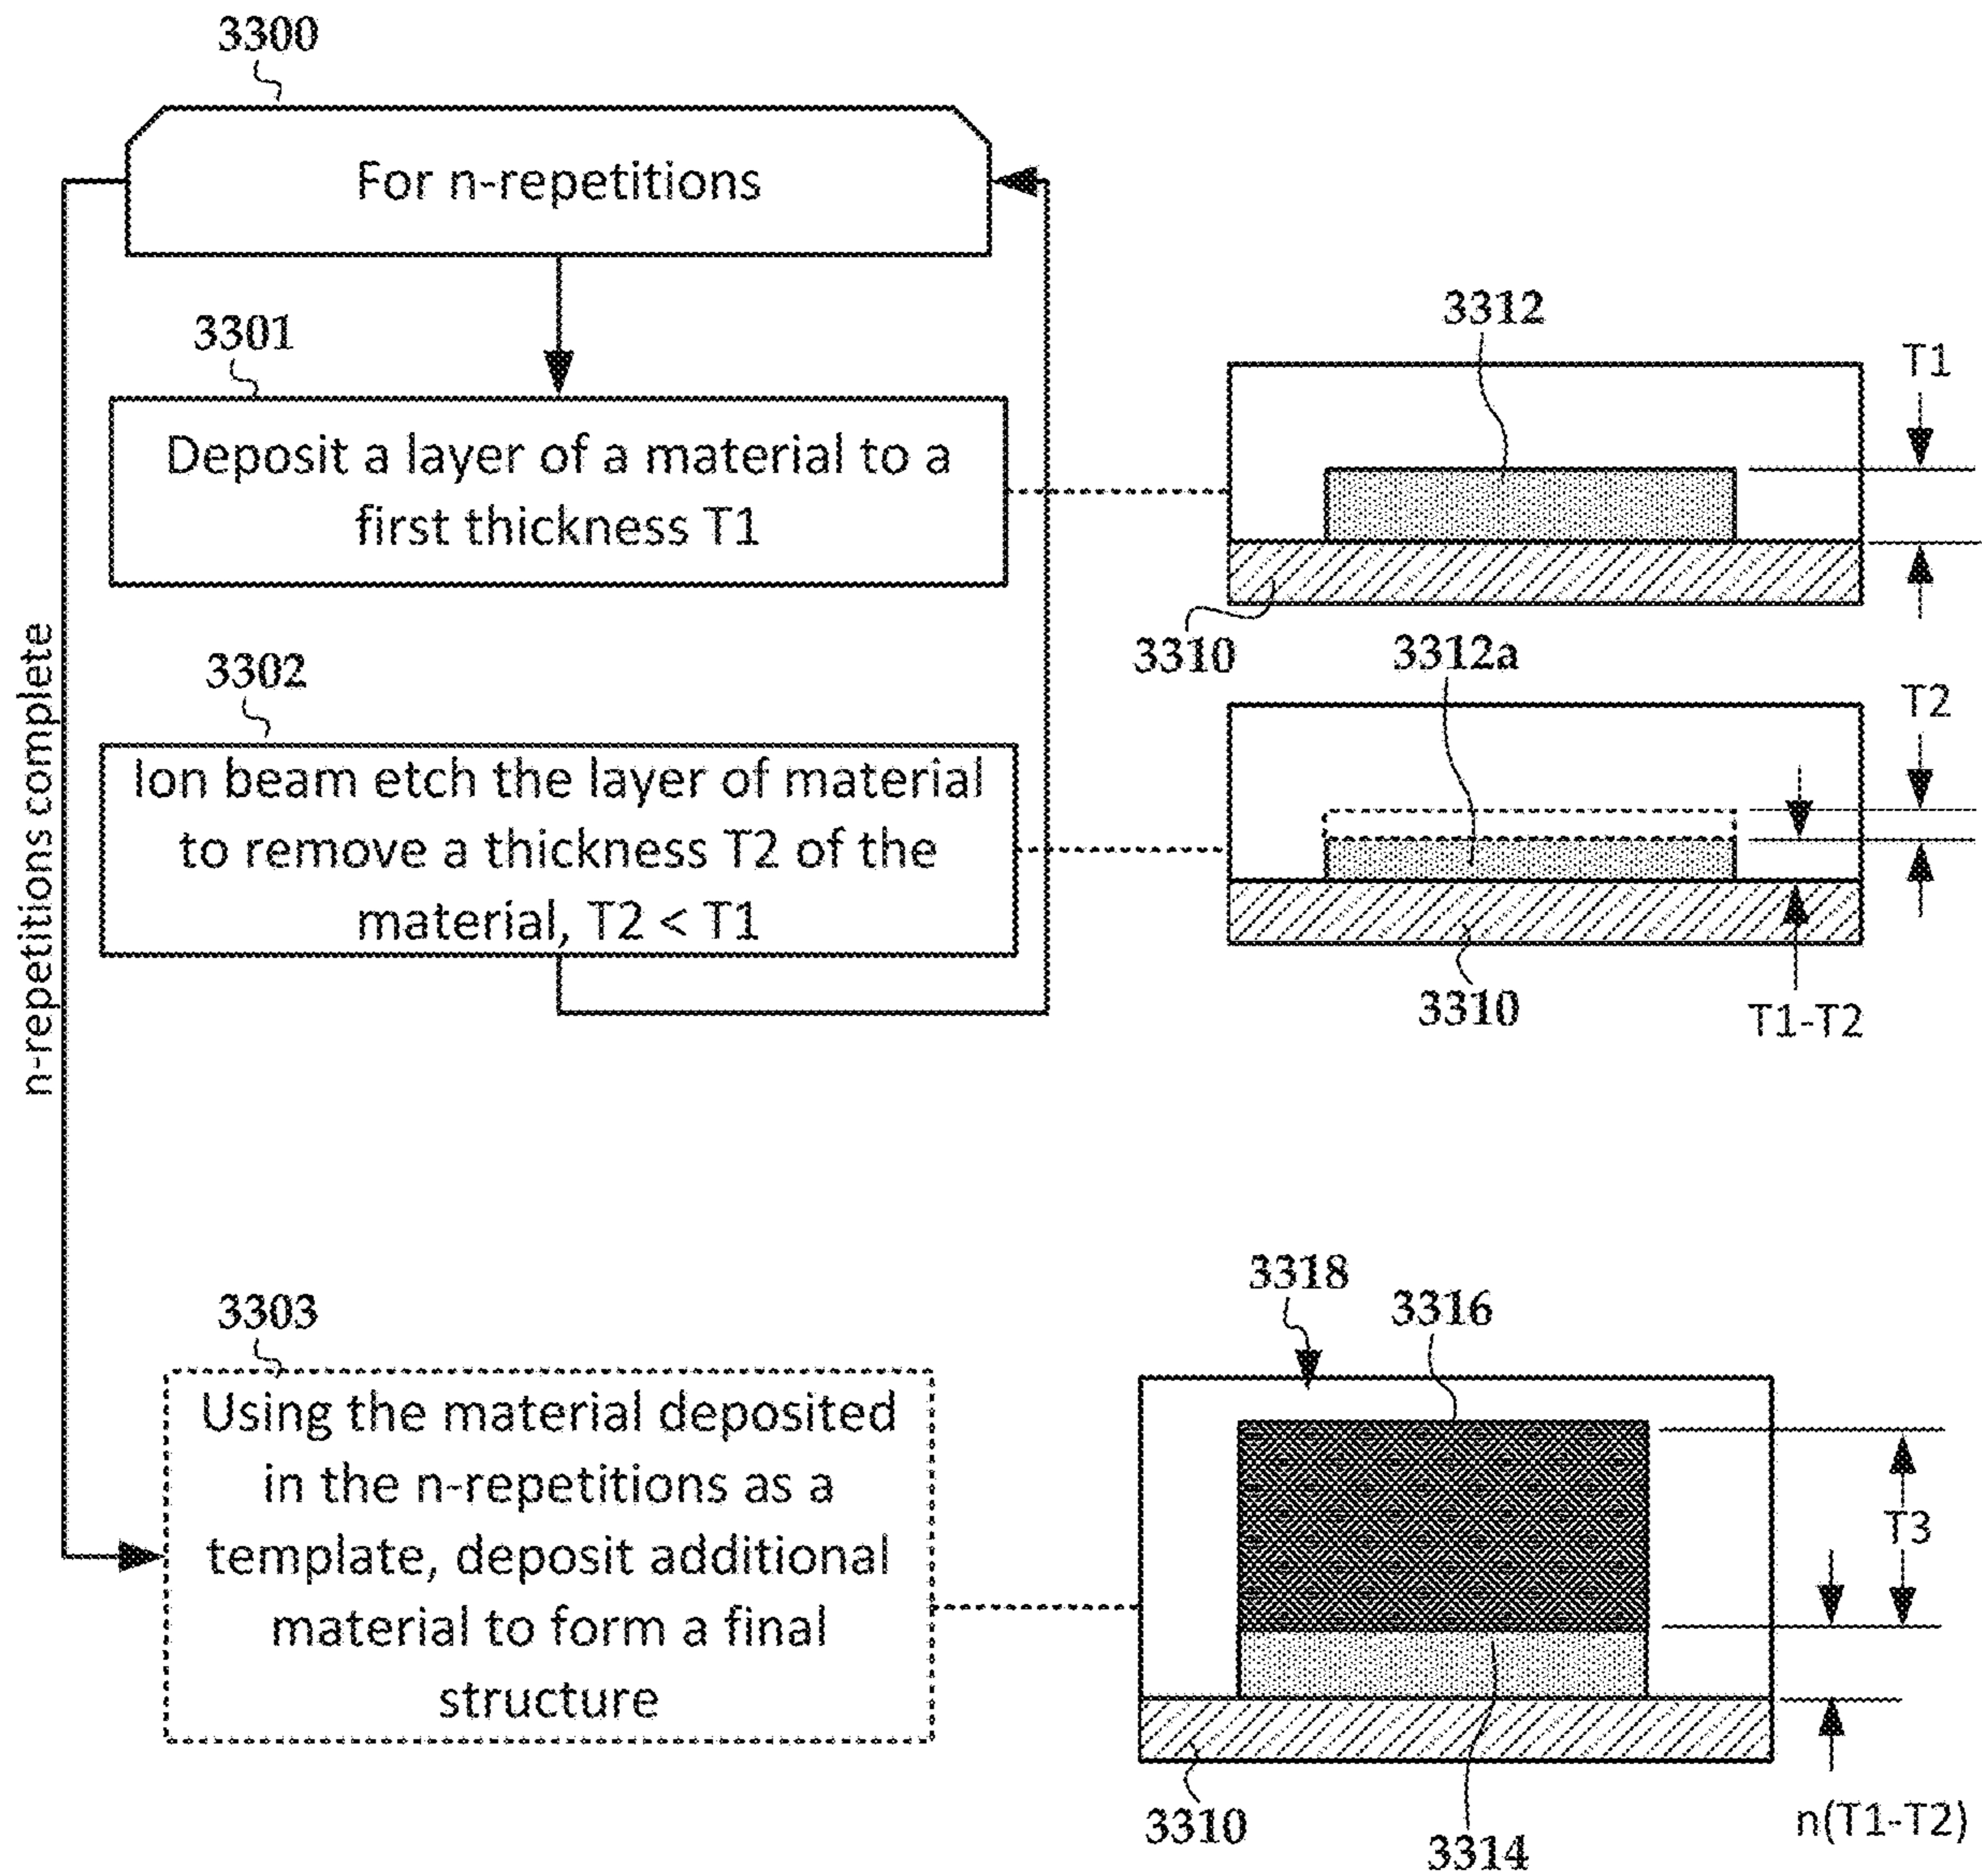 3300
For n-repetitions
3301
Deposit a layer of a material to a
first thickness T1
3312
T1
3310
3302
Ion beam etch the layer of material
to remove a thickness T2 of the
material, T2 < T1
3312a
T2
3310
T1-T2
n-repetitions complete
3303
Using the material deposited
in the n-repetitions as a
template, deposit additional
material to form a final
structure
3318
3316
T3
3310
3314
n(T1-T2)